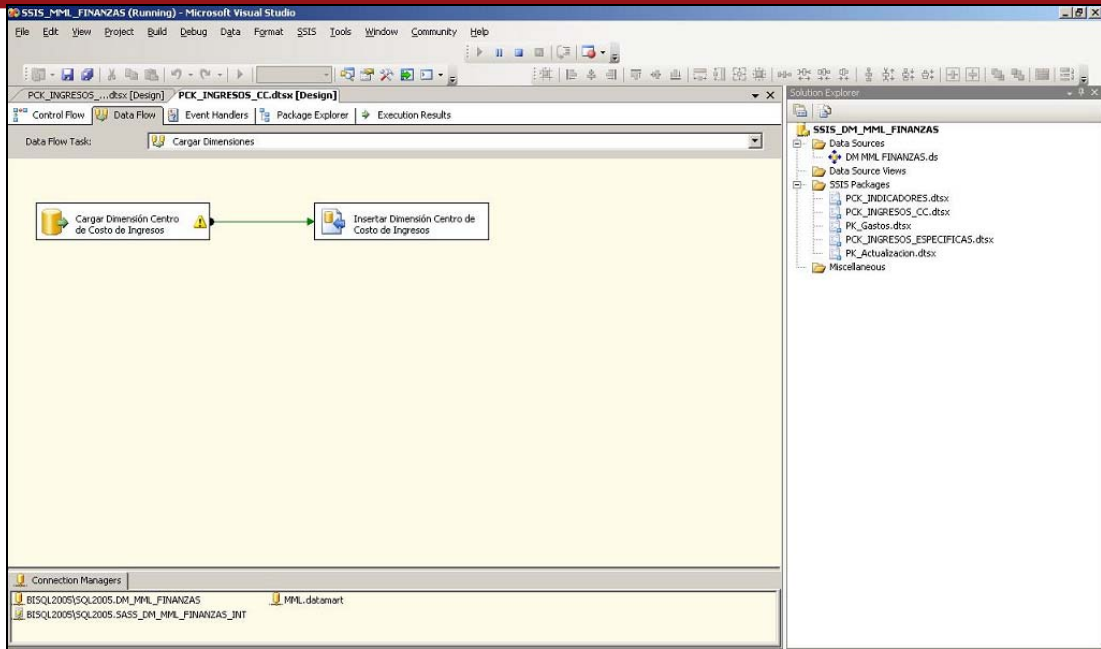 SSIS_MML_FINANZAS (Running) - Microsoft Visual Studio
File Edit View Project Build Debug Data Format SSIS Tools Window Community Help
PCK_INGRESOS_...dtsx [Design] PCK_INGRESOS_CC.dtsx [Design]
Control Flow Data Flow Event Handlers Package Explorer Execution Results
Data Flow Task: Cargar Dimensiones
Cargar Dimensión Centro
de Costo de Ingresos
Insertar Dimensión Centro de
Costo de Ingresos
Connection Managers
BISQL2005\SQL2005.DM_MML_FINANZAS MML.datamart
BISQL2005\SQL2005.SASS_DM_MML_FINANZAS_INT
Solution Explorer
SSIS_DM_MML_FINANZAS
Data Sources
DM MML FINANZAS.ds
Data Source Views
SSIS Packages
PCK_INDICADORES.dtsx
PCK_INGRESOS_CC.dtsx
PK_Gastos.dtsx
PCK_INGRESOS_ESPECIFICAS.dtsx
PK_Actualizacion.dtsx
Miscellaneous